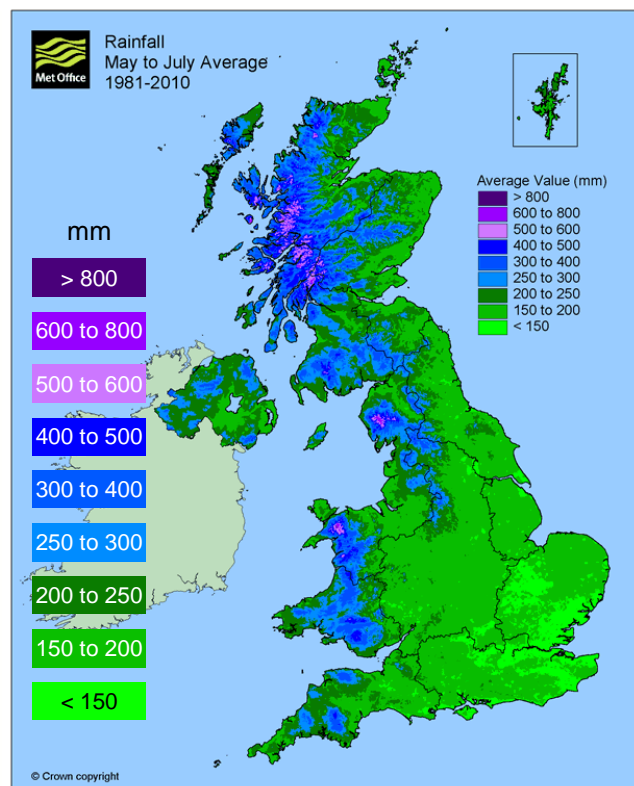 Met Office
Rainfall
May to July Average
1981-2010
Average Value (mm)
> 800
600 to 800
500 to 600
400 to 500
300 to 400
250 to 300
200 to 250
150 to 200
< 150
mm
> 800
600 to 800
500 to 600
400 to 500
300 to 400
250 to 300
200 to 250
150 to 200
< 150
© Crown copyright